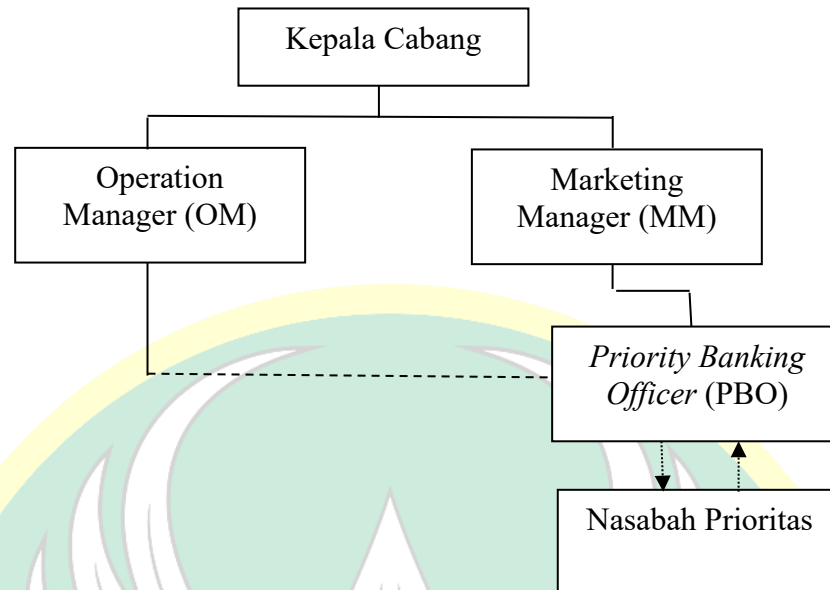 Kepala Cabang
Operation
Manager (OM)
Marketing
Manager (MM)
Priority Banking
Officer (PBO)
Nasabah Prioritas